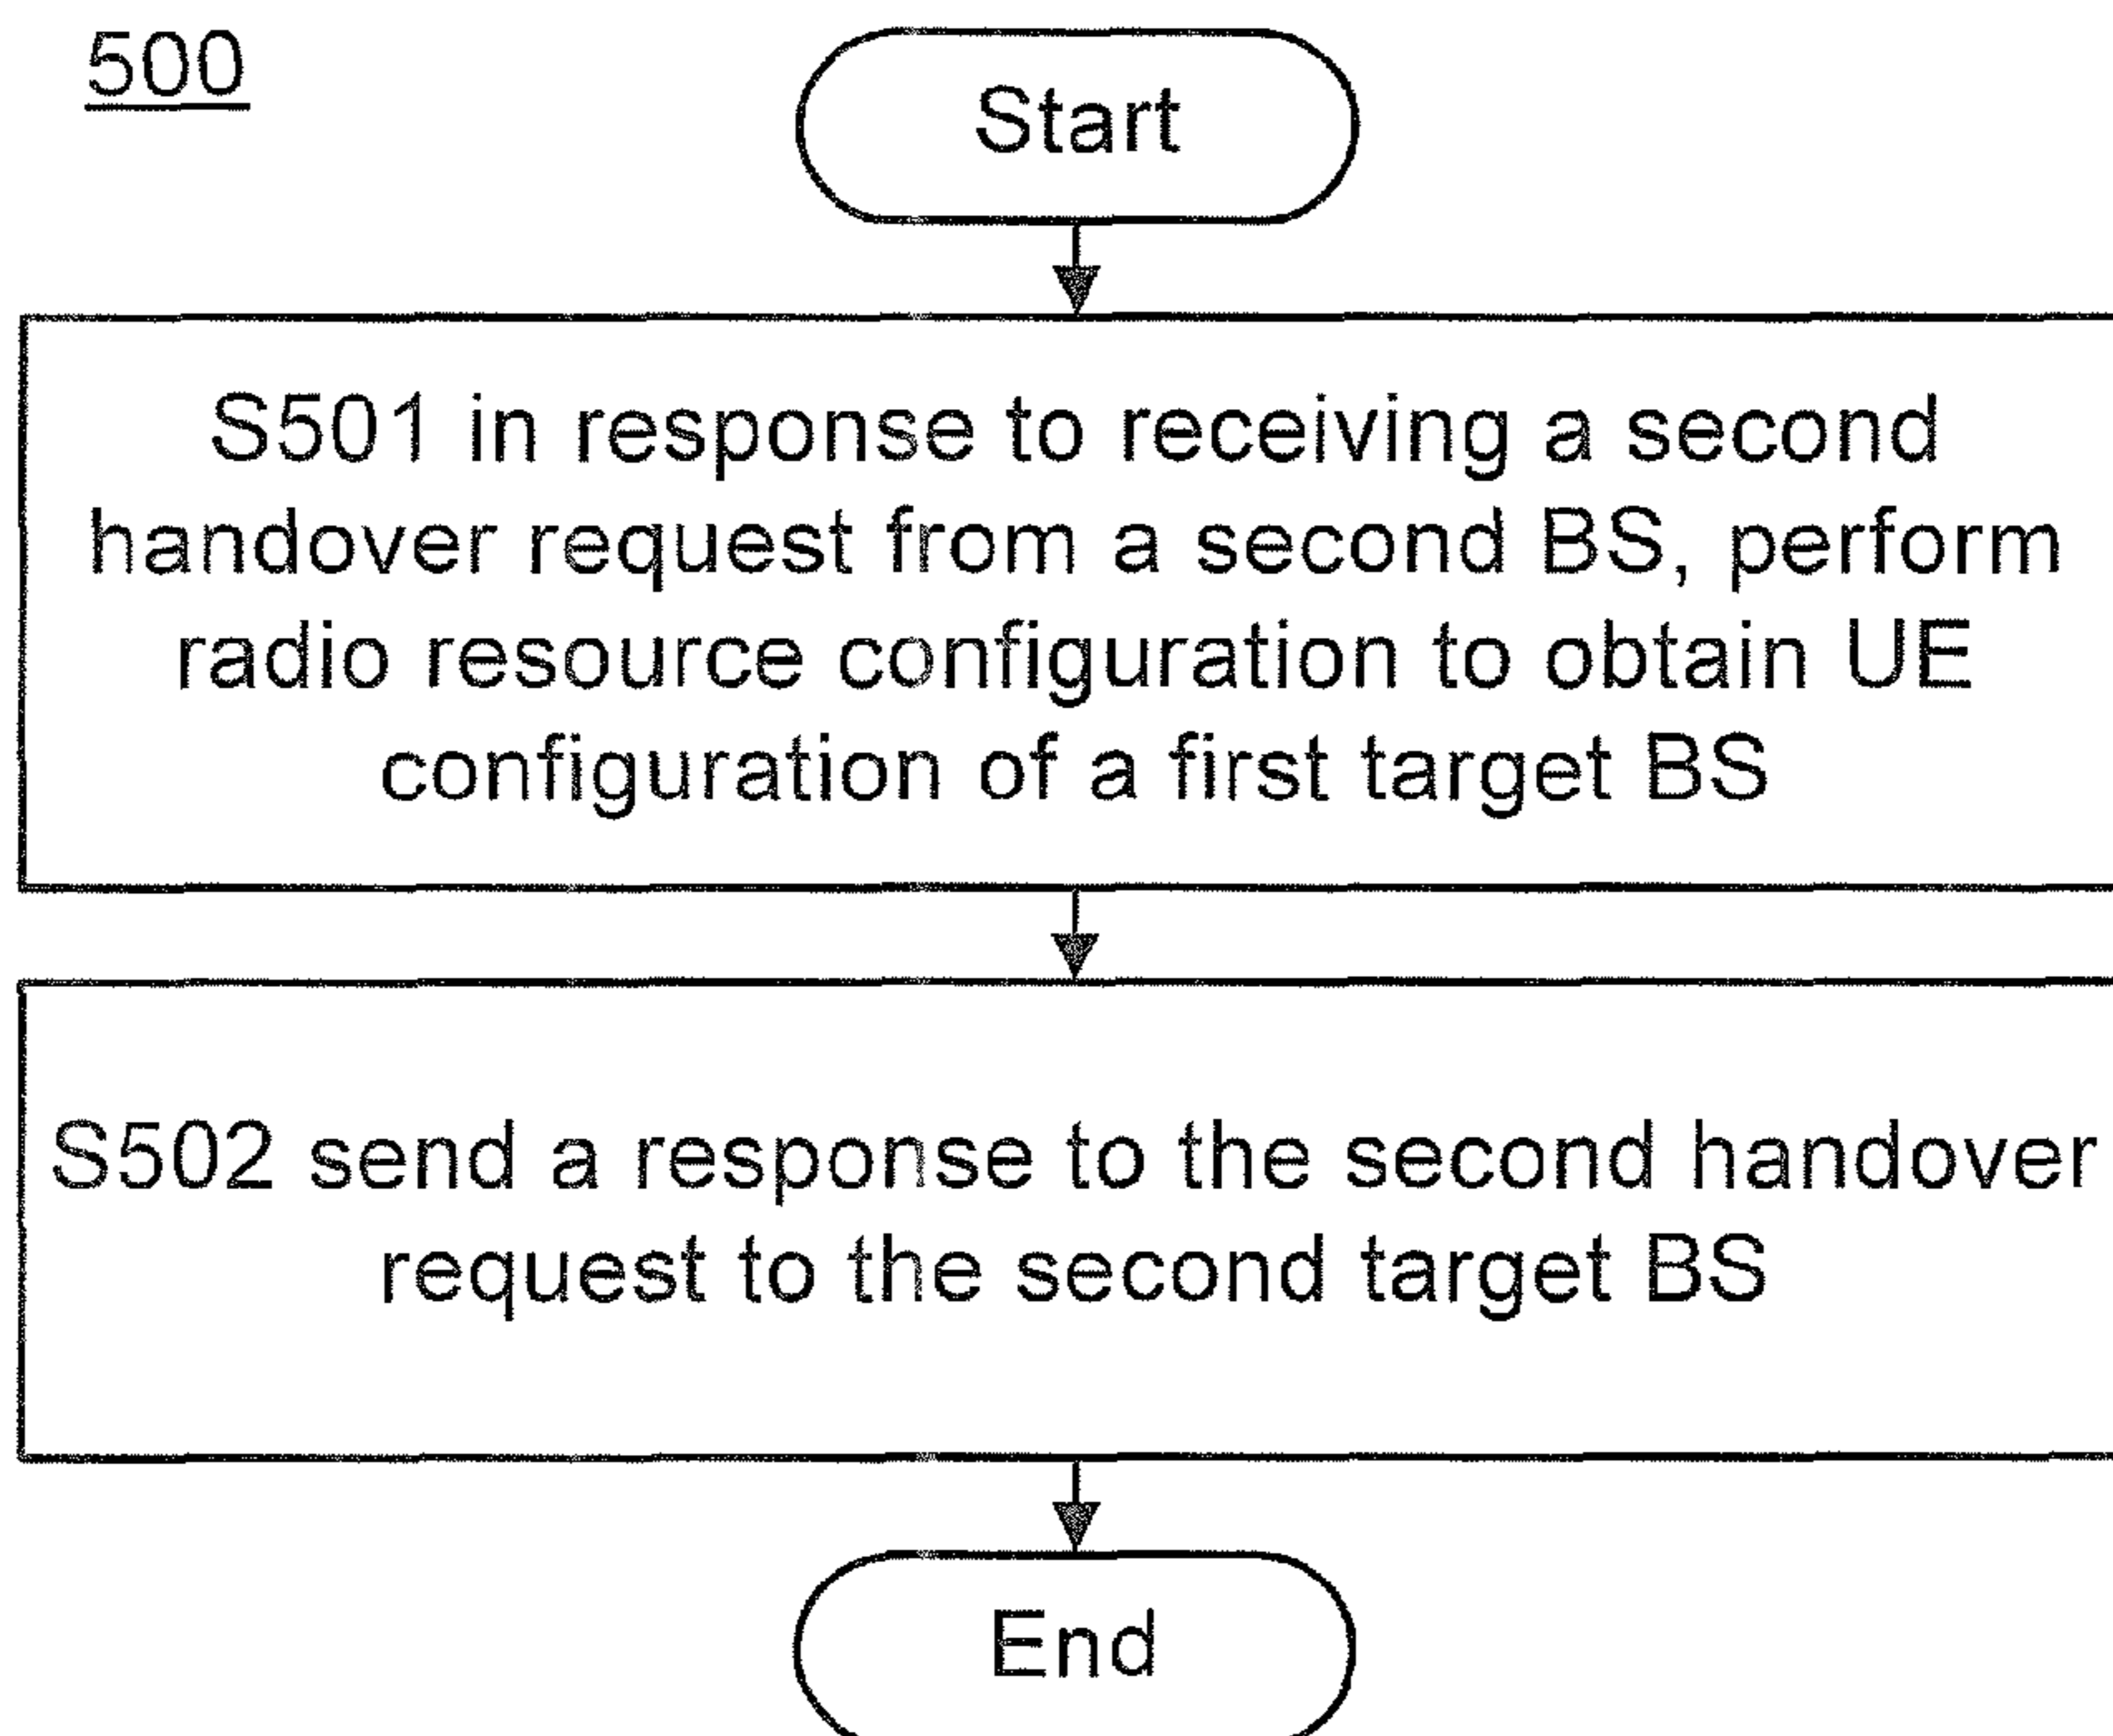 500
Start
S501 in response to receiving a second
handover request from a second BS, perform
radio resource configuration to obtain UE
configuration of a first target BS
S502 send a response to the second handover
request to the second target BS
End